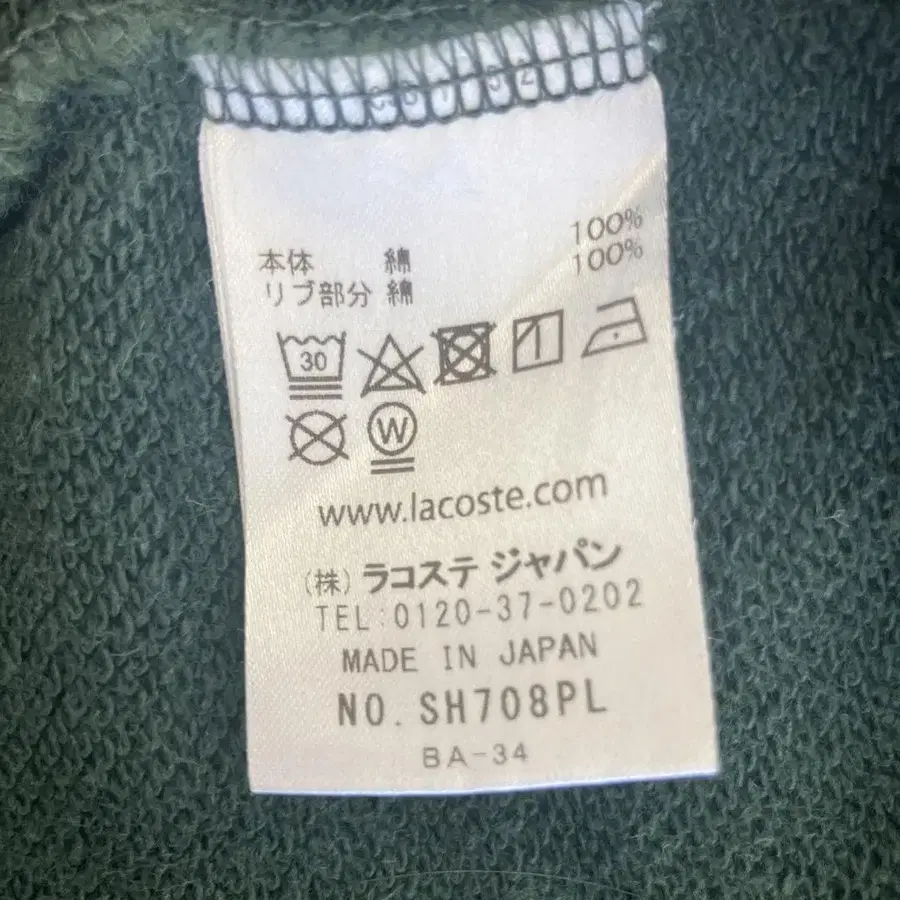 本体 綿 100%
リブ部分 綿 100%
30
W
www.lacoste.com
(株) ラコステ ジャパン
TEL:0120-37-0202
MADE IN JAPAN
NO. SH708PL
BA-34